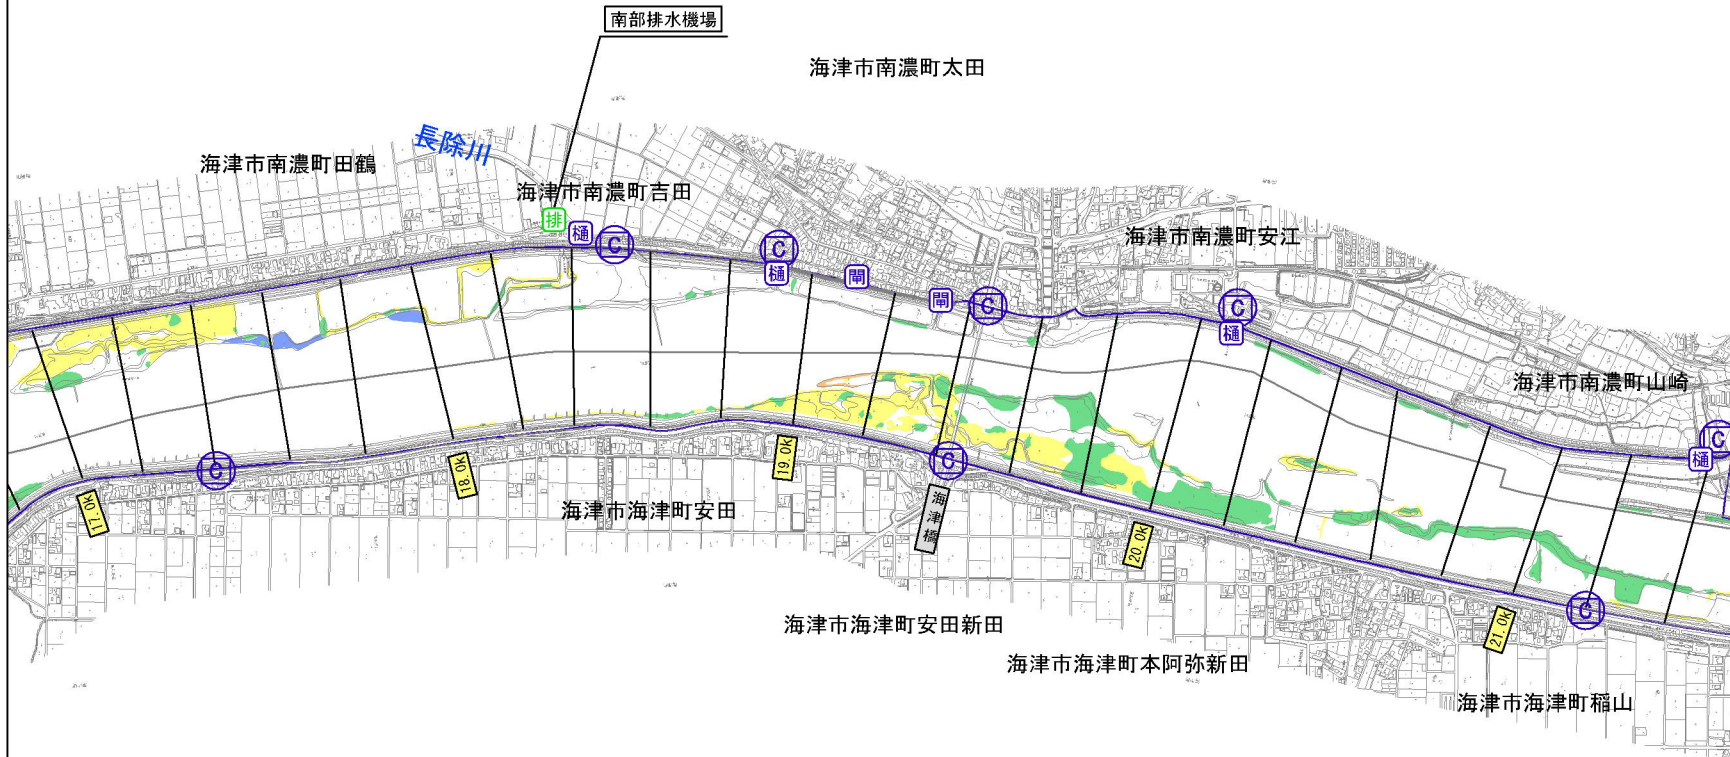 南部排水機場
海津市南濃町太田
長除川
海津市南濃町田鶴
海津市南濃町吉田
排
樋
C
C
樋
閘
海津市南濃町安江
閘
C
C
樋
海津市南濃町山崎
C
樋
C
17.0k
18.0k
19.0k
C
海津橋
20.0k
海津市海津町安田
C
21.0k
海津市海津町安田新田
海津市海津町本阿弥新田
海津市海津町稲山